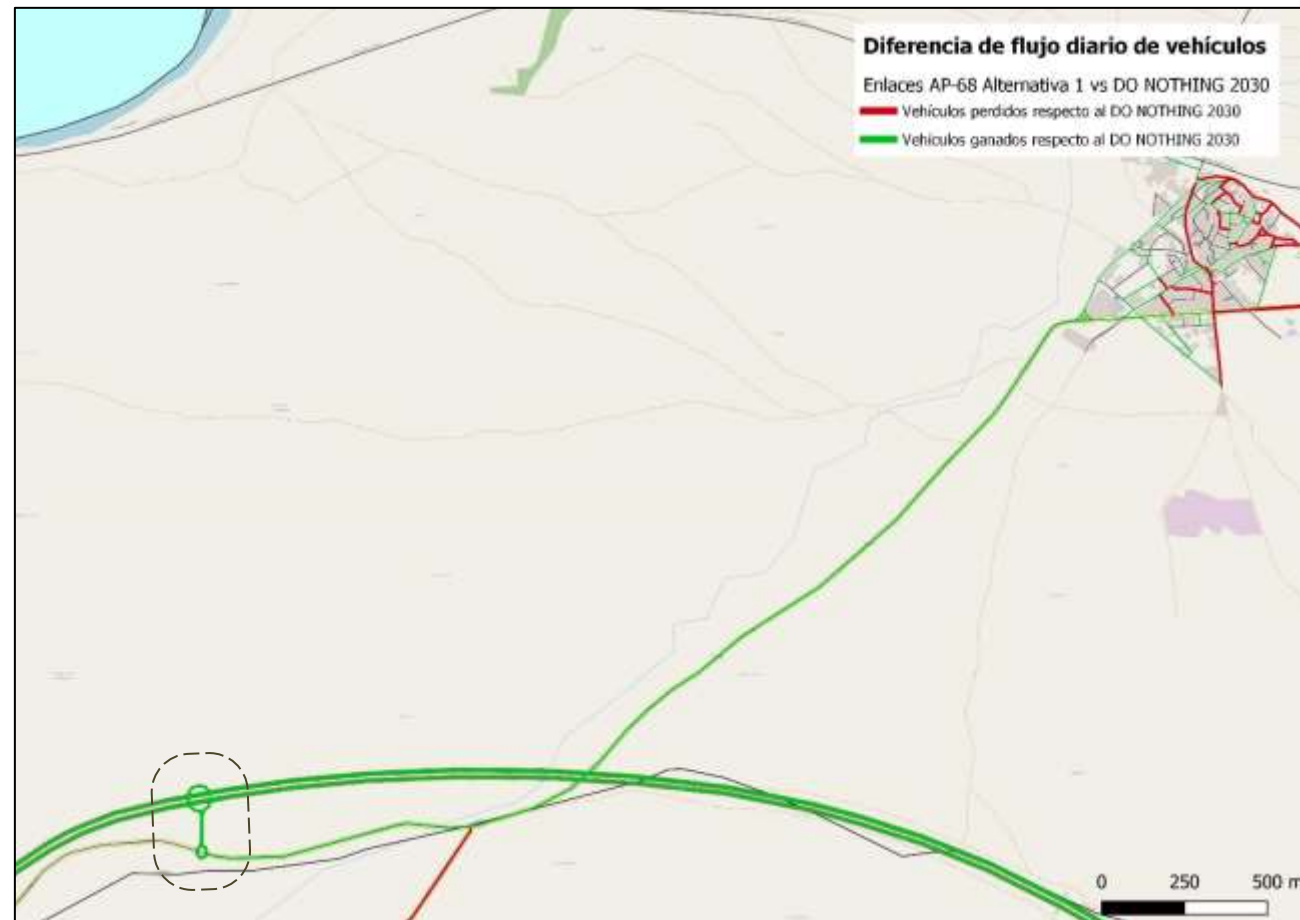 Diferencia de flujo diario de vehículos
Enlaces AP-68 Alternativa 1 vs DO NOTHING 2030
Vehículos perdidos respecto al DO NOTHING 2030
Vehículos ganados respecto al DO NOTHING 2030
0 250 500 m